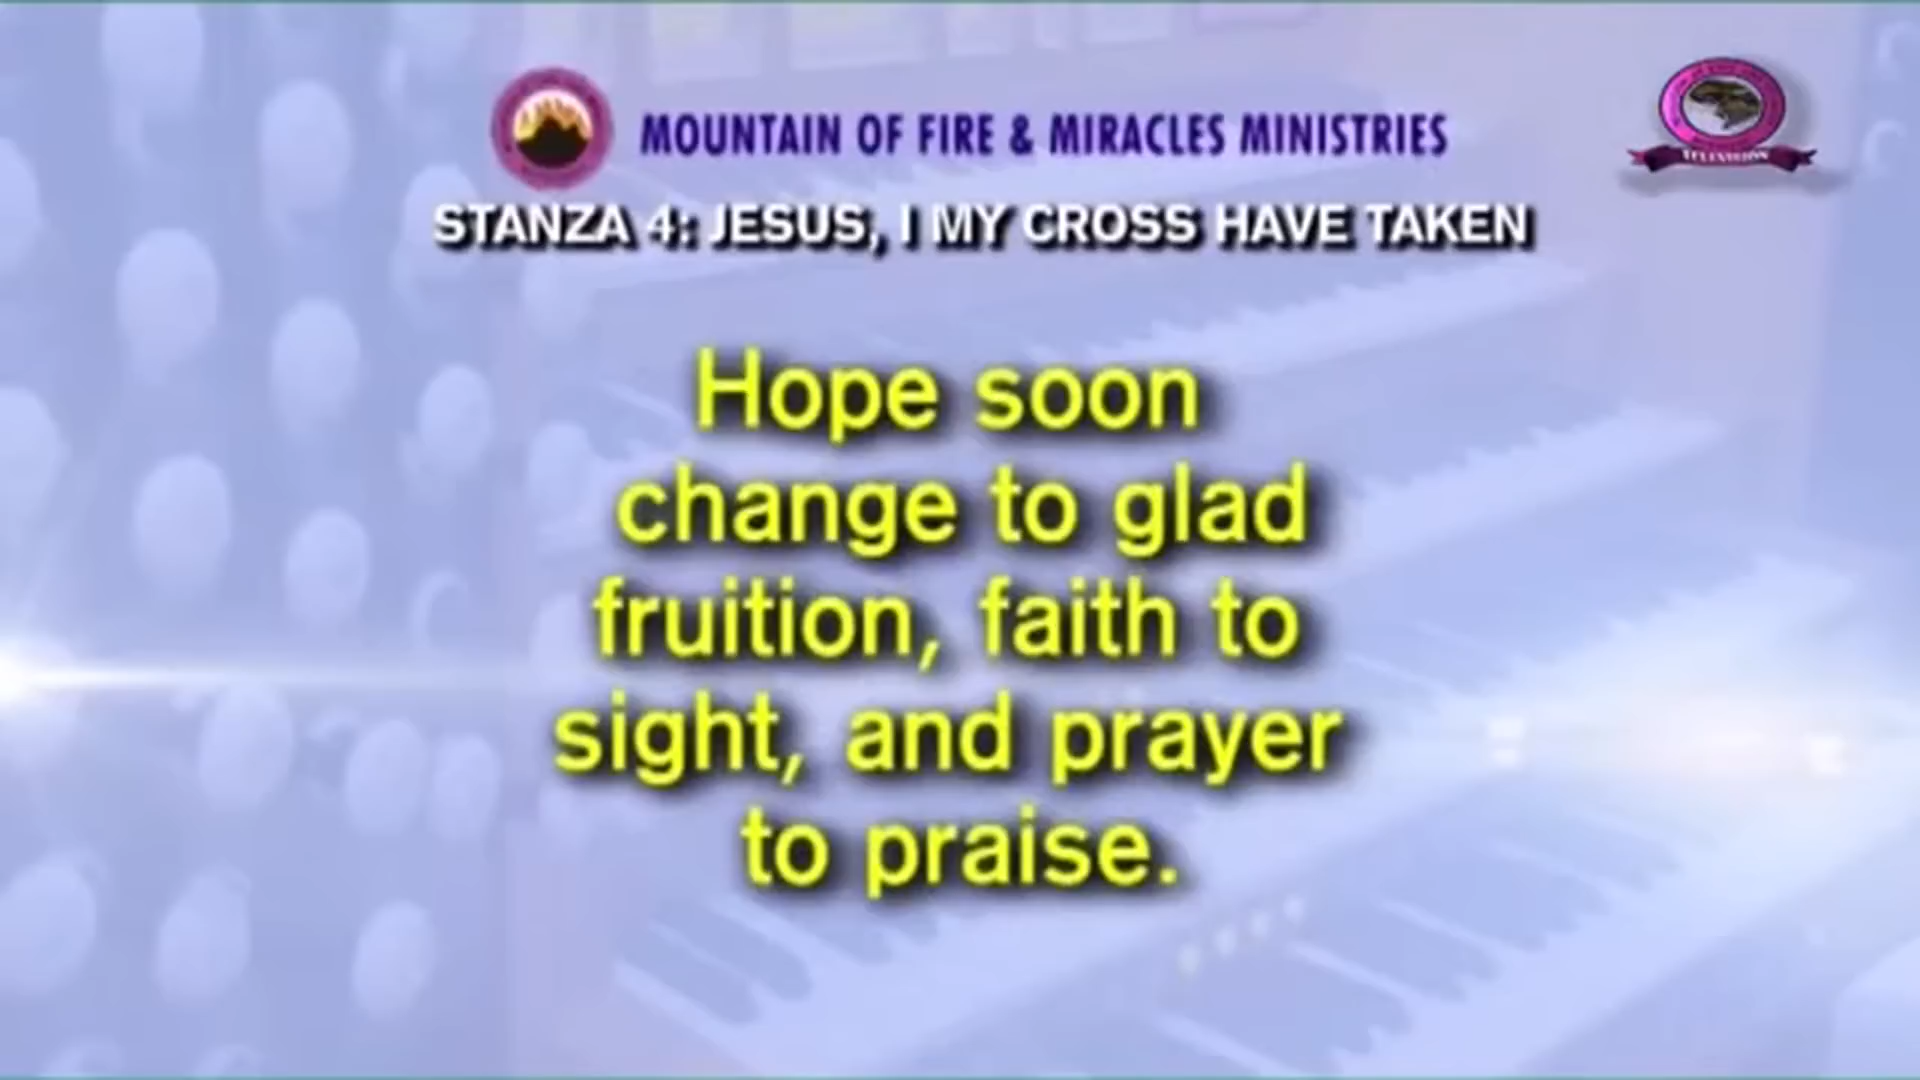 MOUNTAIN OF FIRE & MIRACLES MINISTRIES
TELEVISION
STANZA 4: JESUS, I MY CROSS HAVE TAKEN
Hope soon
change to glad
fruition, faith to
sight, and prayer
to praise.